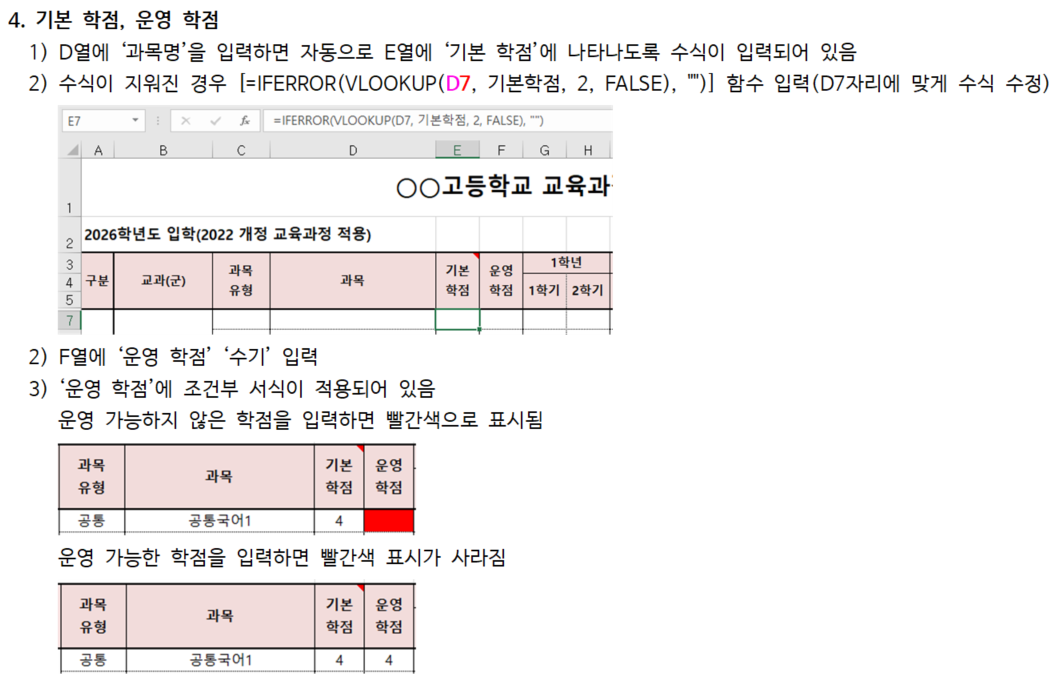 4. 기본 학점, 운영 학점
1) D열에 ‘과목명’을 입력하면 자동으로 E열에 ‘기본 학점’에 나타나도록 수식이 입력되어 있음
2) 수식이 지워진 경우 [=IFERROR(VLOOKUP(D7, 기본학점, 2, FALSE), "")] 함수 입력(D7자리에 맞게 수식 수정)
E7 fx =IFERROR(VLOOKUP(D7, 기본학점, 2, FALSE), "")
A B C D E F G H
1 ○○고등학교 교육과
2 2026학년도 입학(2022 개정 교육과정 적용)
3 4 5 구분 교과(군) 과목 유형 과목 기본 학점 운영 학점 1학년 1학기 2학기
7
2) F열에 ‘운영 학점’ ‘수기’ 입력
3) ‘운영 학점’에 조건부 서식이 적용되어 있음
운영 가능하지 않은 학점을 입력하면 빨간색으로 표시됨
과목 유형 과목 기본 학점 운영 학점
공통 공통국어1 4
운영 가능한 학점을 입력하면 빨간색 표시가 사라짐
과목 유형 과목 기본 학점 운영 학점
공통 공통국어1 4 4